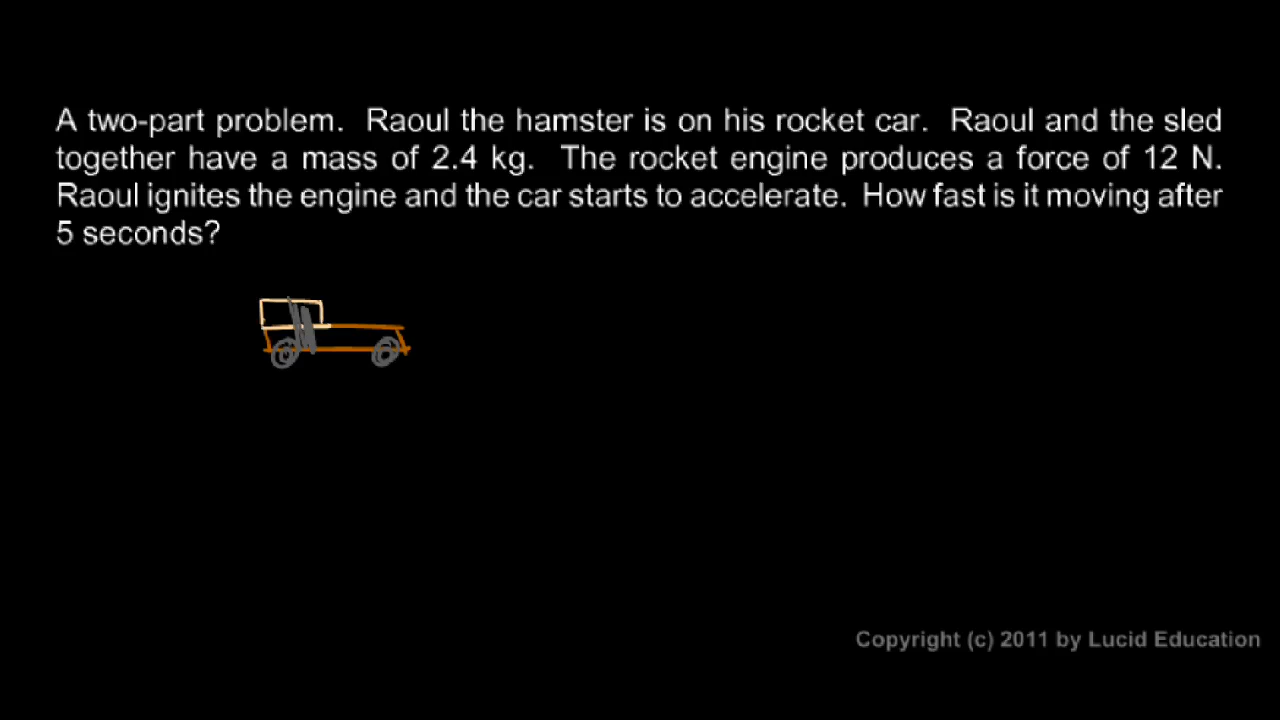 A two-part problem. Raoul the hamster is on his rocket car. Raoul and the sled
together have a mass of 2.4 kg. The rocket engine produces a force of 12 N.
Raoul ignites the engine and the car starts to accelerate. How fast is it moving after
5 seconds?
Copyright (c) 2011 by Lucid Education